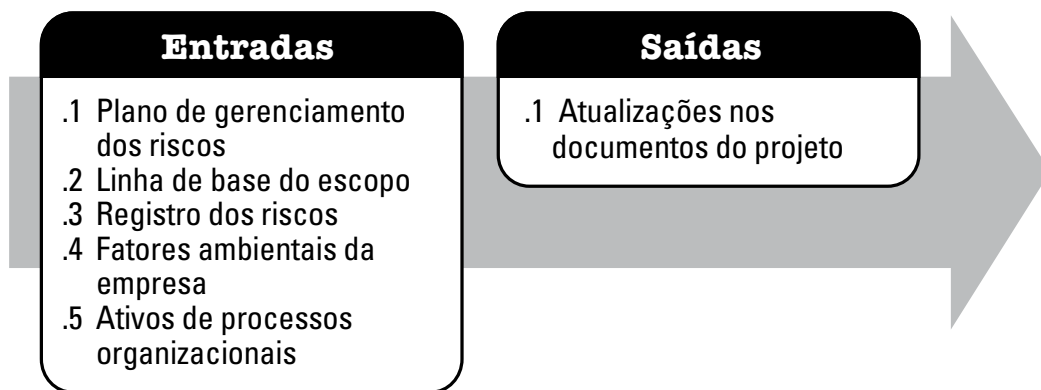 Entradas
.1 Plano de gerenciamento
dos riscos
.2 Linha de base do escopo
.3 Registro dos riscos
.4 Fatores ambientais da
empresa
.5 Ativos de processos
organizacionais
Saídas
.1 Atualizações nos
documentos do projeto